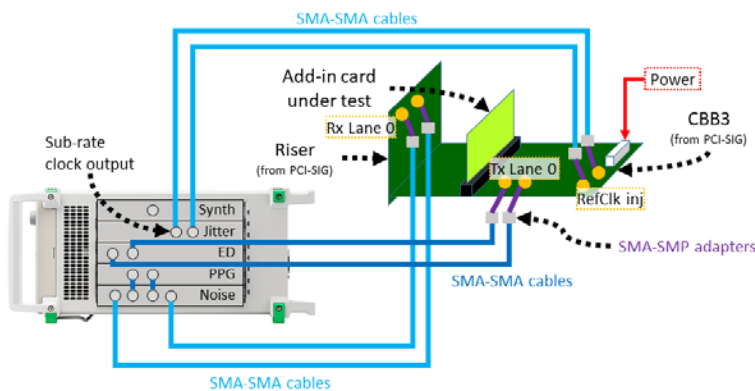 SMA-SMA cables
Add-in card
under test
Power
Rx Lane 0
CBB3
(from PCI-SIG)
Sub-rate
clock output
Riser
(from PCI-SIG)
Tx Lane 0
RefClk inj
Synth
Jitter
ED
PPG
Noise
SMA-SMP adapters
SMA-SMA cables
SMA-SMA cables